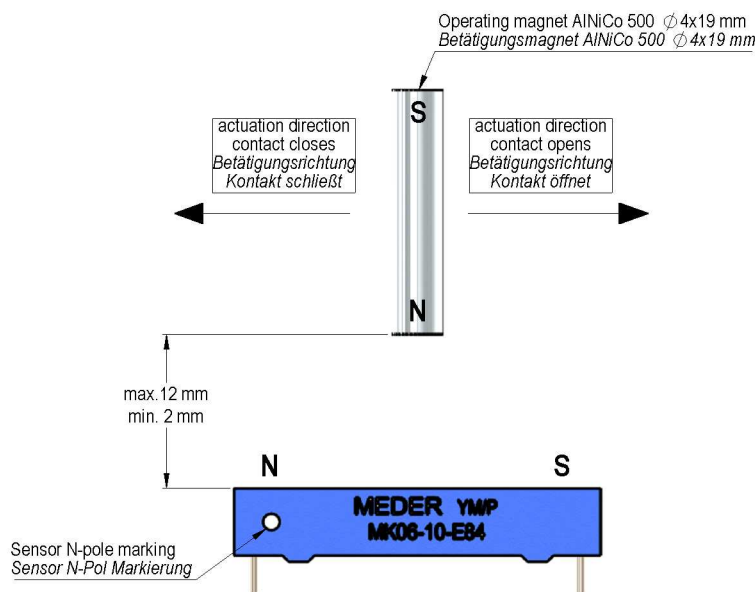 Operating magnet AlNiCo 500 ∅ 4x19 mm
Betätigungsmagnet AlNiCo 500 ∅ 4x19 mm
S
actuation direction
contact closes
Betätigungsrichtung
Kontakt schließt
actuation direction
contact opens
Betätigungsrichtung
Kontakt öffnet
N
max.12 mm
min. 2 mm
N
S
MEDER YM/P
MK06-10-E84
Sensor N-pole marking
Sensor N-Pol Markierung